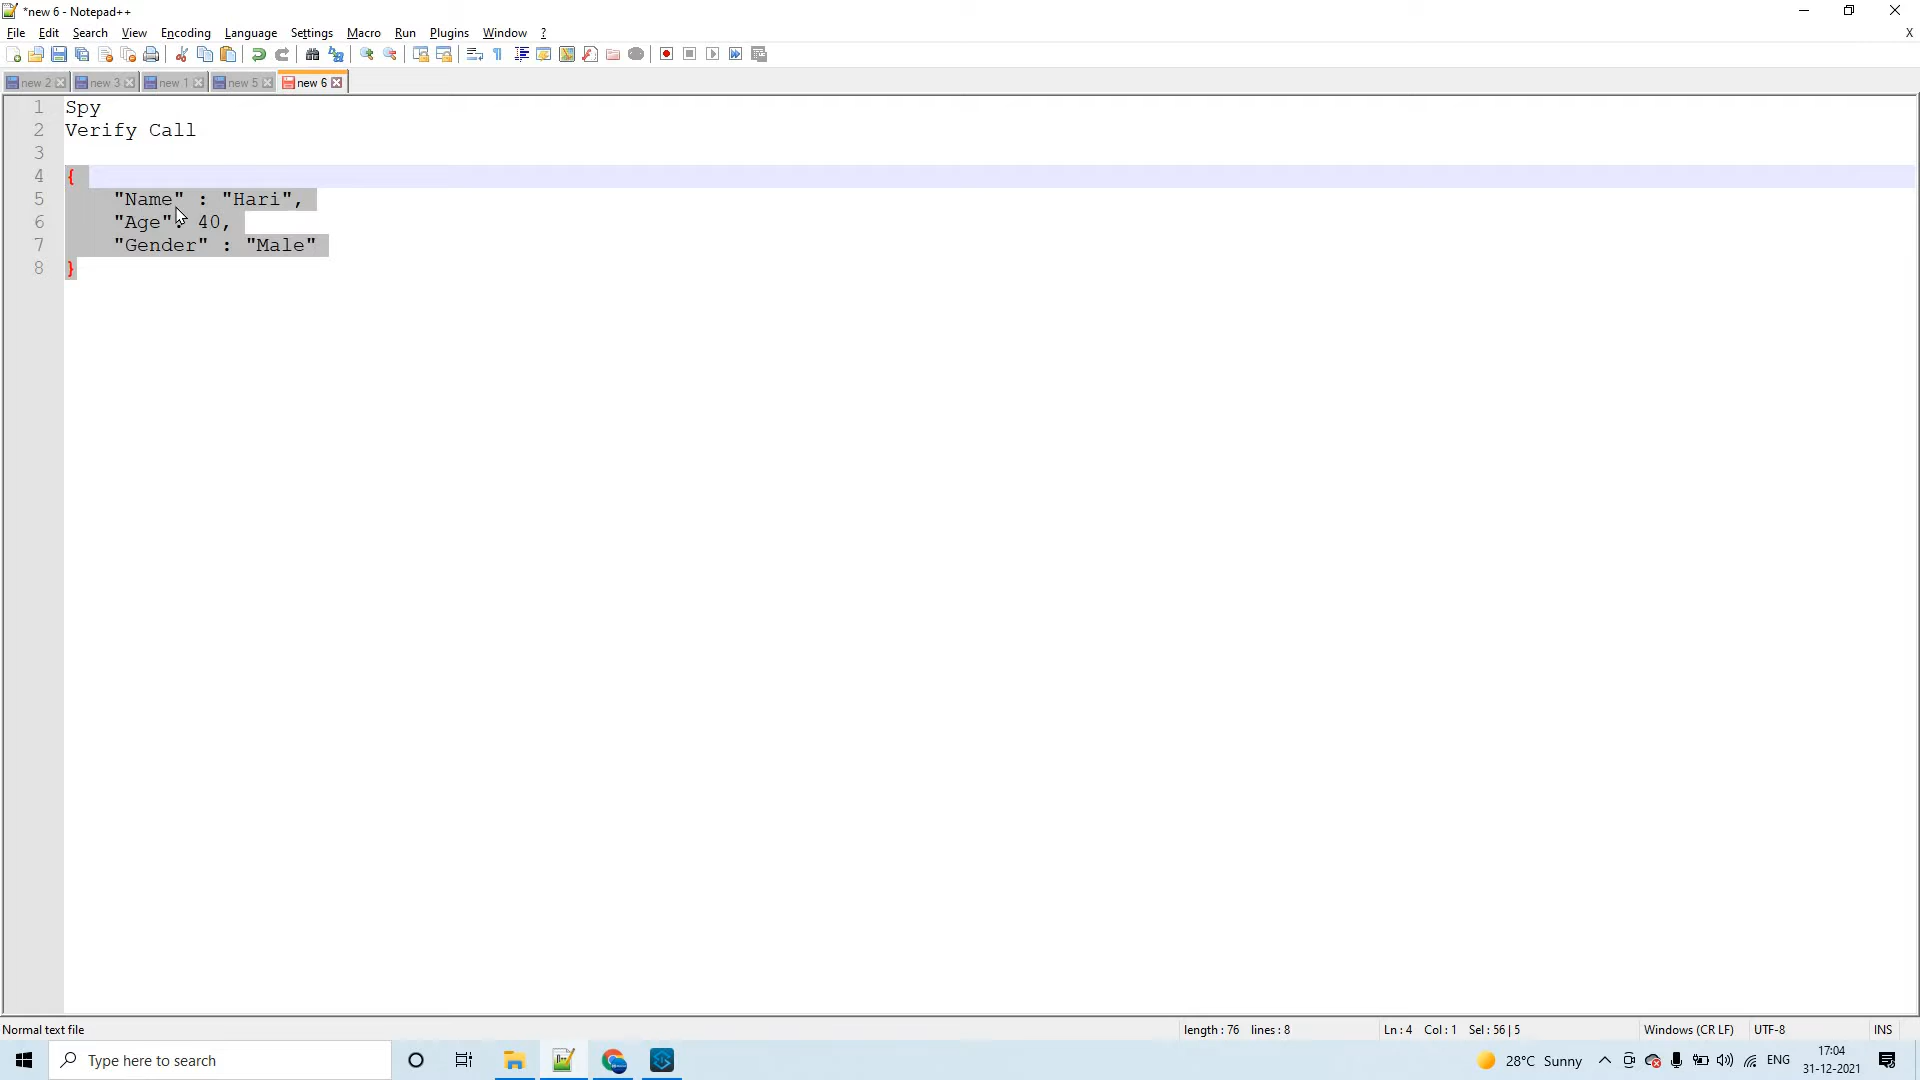 *new 6 - Notepad++
File Edit Search View Encoding Language Settings Macro Run Plugins Window ? X
new 2 new 3 new 1 new 5 new 6
1 Spy
2 Verify Call
3
4 {
5 "Name" : "Hari",
6 "Age": 40,
7 "Gender" : "Male"
8 }
Normal text file length : 76 lines : 8 Ln : 4 Col : 1 Sel : 56 | 5 Windows (CR LF) UTF-8 INS
Type here to search 28°C Sunny ENG 17:04
31-12-2021